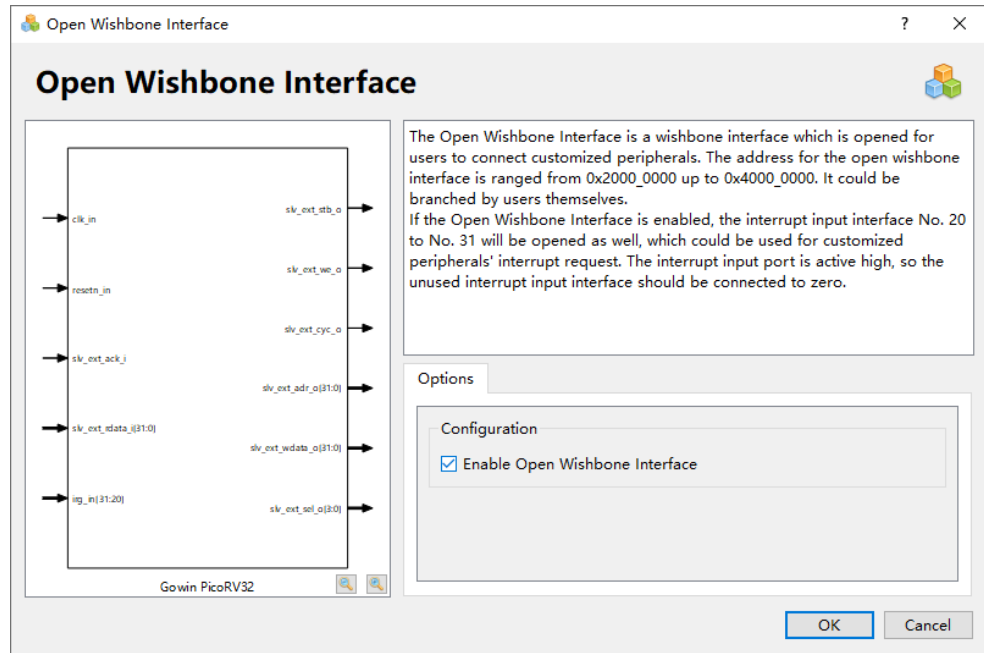 Open Wishbone Interface
?
Open Wishbone Interface
clk_in
resetn_in
slv_ext_ack_i
slv_ext_rdata_i[31:0]
irq_in[31:20]
slv_ext_stb_o
slv_ext_we_o
slv_ext_cyc_o
slv_ext_adr_o[31:0]
slv_ext_wdata_o[31:0]
slv_ext_sel_o[3:0]
Gowin PicoRV32
The Open Wishbone Interface is a wishbone interface which is opened for
users to connect customized peripherals. The address for the open wishbone
interface is ranged from 0x2000_0000 up to 0x4000_0000. It could be
branched by users themselves.
If the Open Wishbone Interface is enabled, the interrupt input interface No. 20
to No. 31 will be opened as well, which could be used for customized
peripherals' interrupt request. The interrupt input port is active high, so the
unused interrupt input interface should be connected to zero.
Options
Configuration
Enable Open Wishbone Interface
OK
Cancel